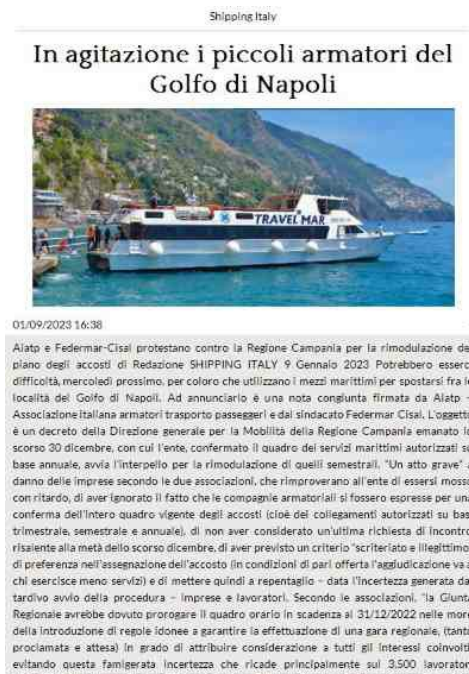 Shipping Italy
In agitazione i piccoli armatori del
Golfo di Napoli
TRAVEL MAR
01/09/2023 16:38
Aiatp e Federmar-Cisal protestano contro la Regione Campania per la rimodulazione de
piano degli accosti di Redazione SHIPPING ITALY 9 Gennaio 2023 Potrebbero esserc
difficoltà, mercoledì prossimo, per coloro che utilizzano i mezzi marittimi per spostarsi fra le
località del Golfo di Napoli. Ad annunciarlo è una nota congiunta firmata da Aiatp –
Associazione italiana armatori trasporto passeggeri e dal sindacato Federmar Cisal. L'oggetto
è un decreto della Direzione generale per la Mobilità della Regione Campania emanato lo
scorso 30 dicembre, con cui l'ente, confermato il quadro dei servizi marittimi autorizzati su
base annuale, avvia l'interpello per la rimodulazione di quelli semestrali. "Un atto grave" a
danno delle imprese secondo le due associazioni, che rimproverano all'ente di essersi mosso
con ritardo, di aver ignorato il fatto che le compagnie armatoriali si fossero espresse per una
conferma dell'intero quadro vigente degli accosti (cioè dei collegamenti autorizzati su bas
trimestrale, semestrale e annuale), di non aver considerato un'ultima richiesta di incontro
risalente alla metà dello scorso dicembre, di aver previsto un criterio "scriteriato e illegittimo"
di preferenza nell'assegnazione dell'accosto (in condizioni di pari offerta l'aggiudicazione va a
chi esercisce meno servizi) e di mettere quindi a repentaglio – data l'incertezza generata da
tardivo avvio della procedura – imprese e lavoratori. Secondo le associazioni, "la Giunta
Regionale avrebbe dovuto prorogare il quadro orario in scadenza al 31/12/2022 nelle more
della introduzione di regole idonee a garantire la effettuazione di una gara regionale, (tanto
proclamata e attesa) in grado di attribuire considerazione a tutti gli interessi coinvolti
evitando questa famigerata incertezza che ricade principalmente sui 3.500 lavorator